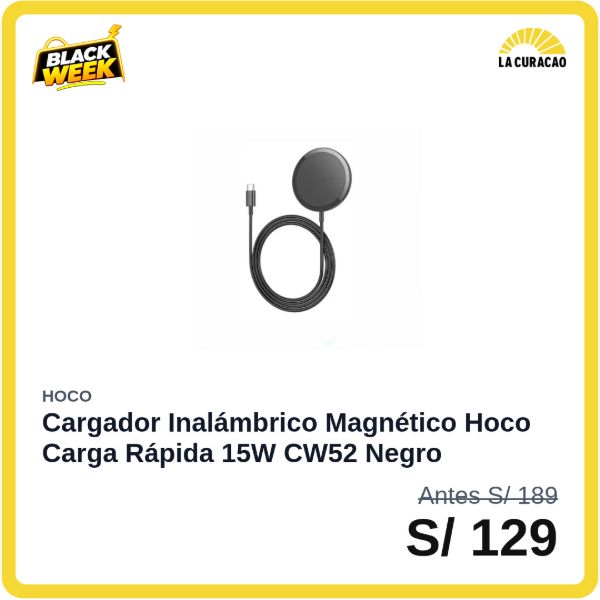 BLACK
WEEK
LA CURACAO
HOCO
Cargador Inalámbrico Magnético Hoco
Carga Rápida 15W CW52 Negro
Antes S/ 189
S/ 129